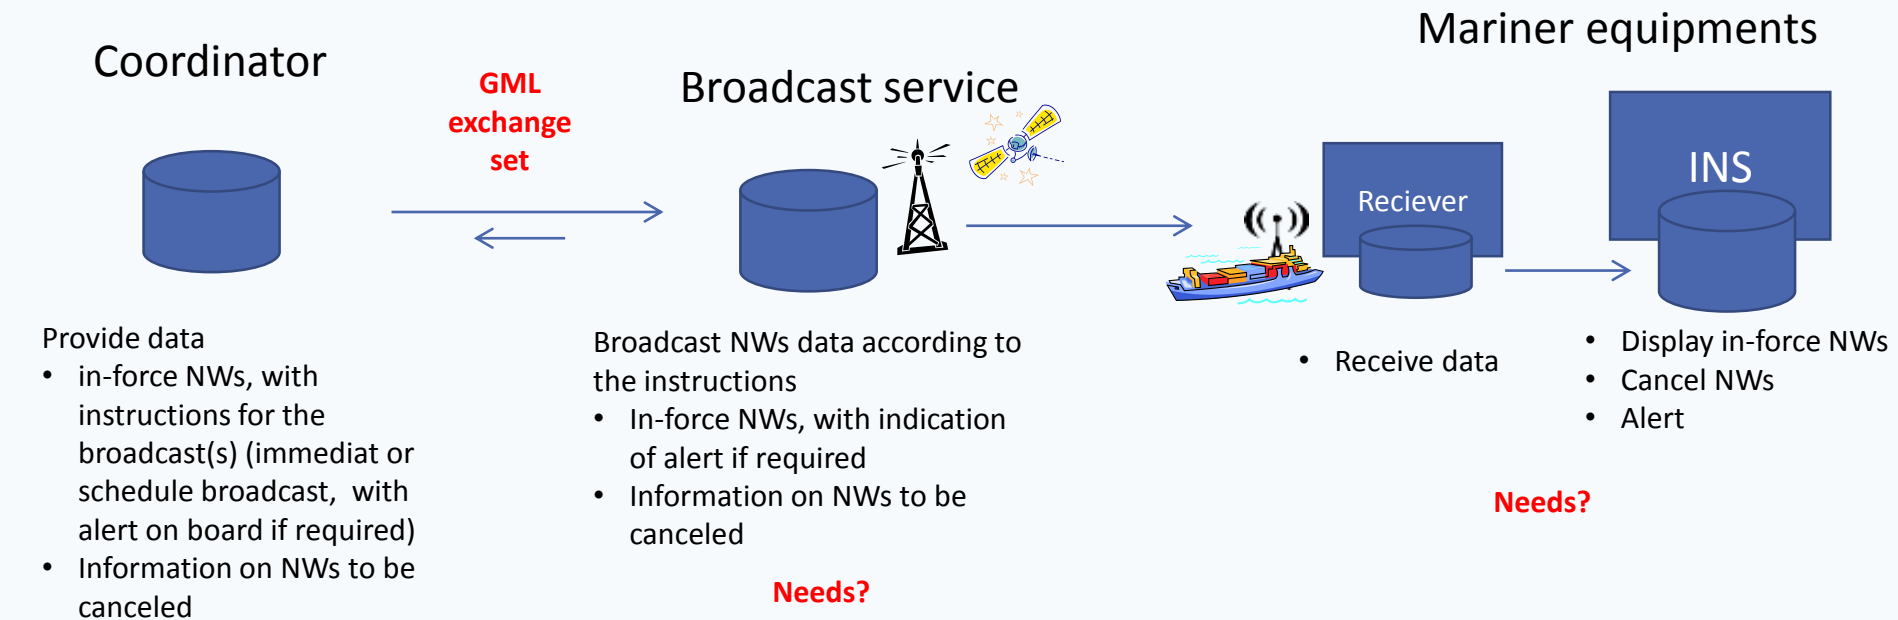 Coordinator
GML
exchange
set
Broadcast service
Mariner equipments
Reciever
INS
Provide data
• in-force NWs, with
instructions for the
broadcast(s) (immediat or
schedule broadcast, with
alert on board if required)
• Information on NWs to be
canceled
Broadcast NWs data according to
the instructions
• In-force NWs, with indication
of alert if required
• Information on NWs to be
canceled
Needs?
• Receive data
• Display in-force NWs
• Cancel NWs
• Alert
Needs?